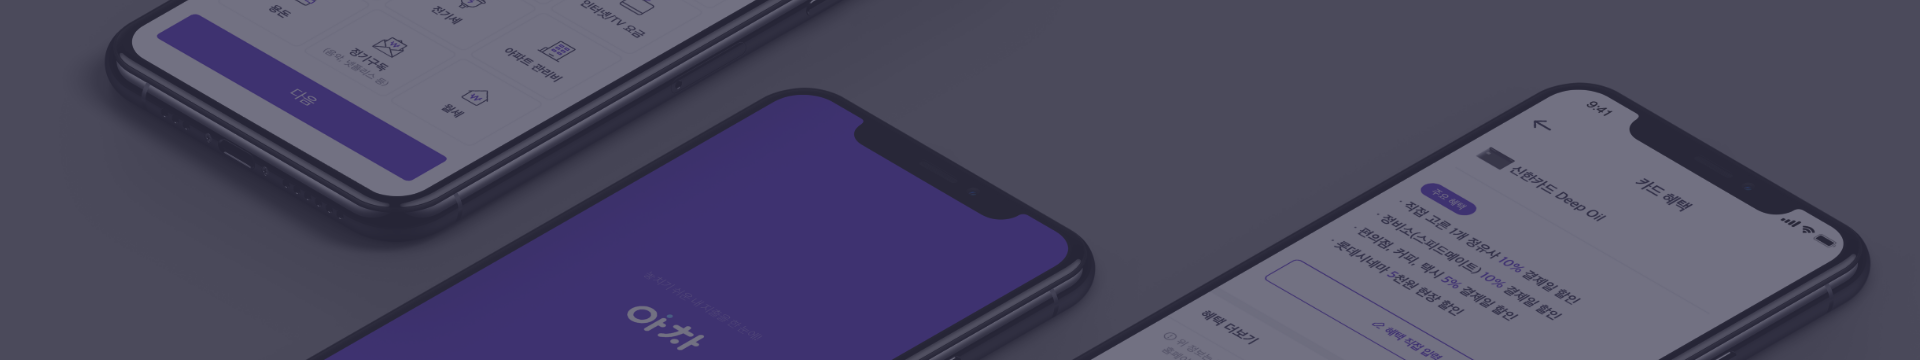 용돈
전기세
인터넷/TV 요금
정기구독
(음악, 넷플리스 등)
아파트 관리비
월세
다음
아차
9:41
카드 혜택
신한카드 Deep Oil
주요 혜택
· 직접 고른 1개 정유사 10% 결제일 할인
· 정비소(스피드메이트) 10% 결제일 할인
· 편의점, 커피, 택시 5% 결제일 할인
· 롯데시네마 5천원 현장 할인
혜택 직접 입력
혜택 더보기